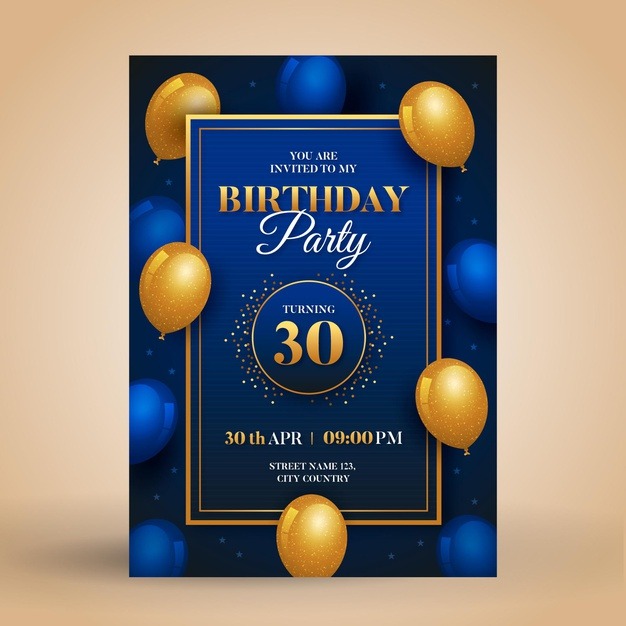 YOU ARE
INVITED TO MY
BIRTHDAY
Party
TURNING
30
30 th APR | 09:00 PM
STREET NAME 123,
CITY COUNTRY